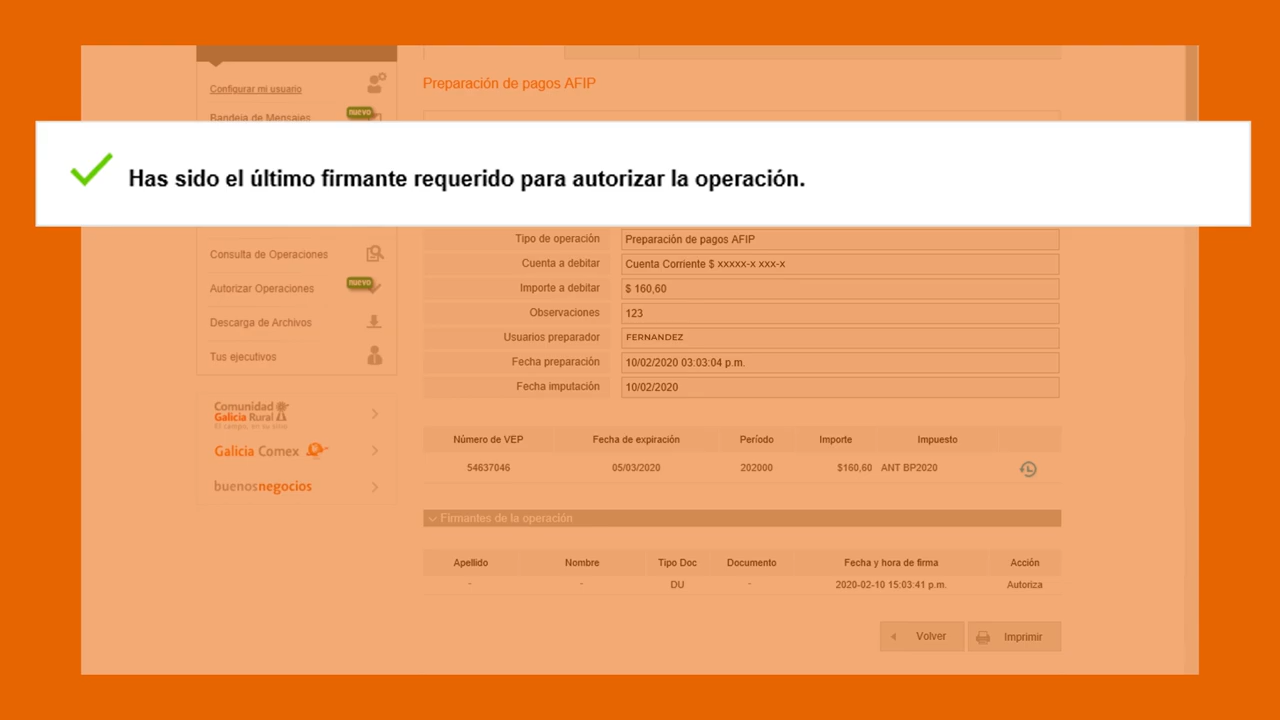 Preparación de pagos AFIP
Configurar mi usuario
Bandeja de Mensajes nuevo
Has sido el último firmante requerido para autorizar la operación.
Consulta de Operaciones
Autorizar Operaciones nuevo
Descarga de Archivos
Tus ejecutivos
Comunidad
Galicia Rural
El campo, en su sitio
Galicia Comex
buenosnegocios
Tipo de operación Preparación de pagos AFIP
Cuenta a debitar Cuenta Corriente $ xxxxx-x xxx-x
Importe a debitar $ 160,60
Observaciones 123
Usuarios preparador FERNANDEZ
Fecha preparación 10/02/2020 03:03:04 p.m.
Fecha imputación 10/02/2020
Número de VEP Fecha de expiración Período Importe Impuesto
54637046 05/03/2020 202000 $160,60 ANT BP2020
Firmantes de la operación
Apellido Nombre Tipo Doc Documento Fecha y hora de firma Acción
- - DU - 2020-02-10 15:03:41 p.m. Autoriza
Volver Imprimir